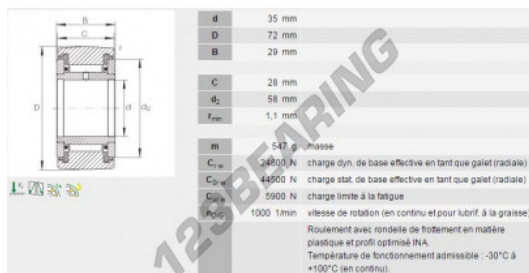 B
C
r
D
d
d2
d 35 mm
D 72 mm
B 29 mm
C 28 mm
d2 58 mm
rmin 1,1 mm
m 547 g masse
Cr w 24600 N charge dyn. de base effective en tant que galet (radiale)
C0r w 44500 N charge stat. de base effective en tant que galet (radiale)
5900 N charge limite à la fatigue
nD G 1000 1/min vitesse de rotation (en continu et pour lubrif. à la graisse)
Roulement avec rondelle de frottement en matière
plastique et profil optimisé INA.
Température de fonctionnement admissible : -30°C à
+100°C (en continu).
123BEARING